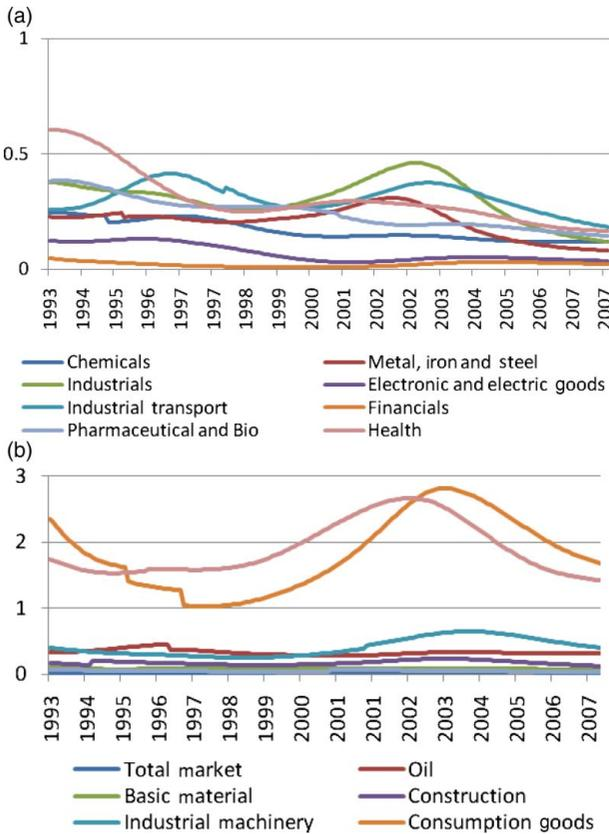 (a)
1
0.5
0
1993 1994 1995 1996 1997 1997 1998 1999 2000 2001 2002 2002 2003 2004 2005 2006 2007 2007
Chemicals Metal, iron and steel
Industrials Electronic and electric goods
Industrial transport Financials
Pharmaceutical and Bio Health
(b)
3
2
1
0
1993 1994 1995 1996 1997 1998 1999 2000 2001 2001 2002 2003 2004 2005 2006 2007
Total market Oil
Basic material Construction
Industrial machinery Consumption goods